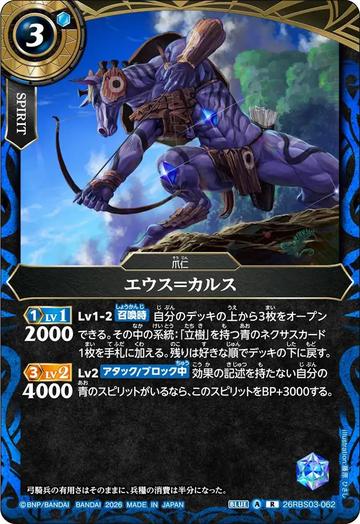 3
SPIRIT
そうじん
爪仁
エウス=カルス
1 LV1 2000
Lv1-2 召喚時 自分のデッキの上から3枚をオープン
できる。その中の系統:「立樹」を持つ青のネクサスカード
1枚を手札に加える。残りは好きな順でデッキの下に戻す。
3 LV2 4000
Lv2 アタック/ブロック中 効果の記述を持たない自分の
青のスピリットがいるなら、このスピリットをBP+3000する。
弓騎兵の有用さはそのままに、兵糧の消費は半分になった。
©BNP/BANDAI BANDAI 2026 MADE IN JAPAN
BLUE A R 26RBS03-062